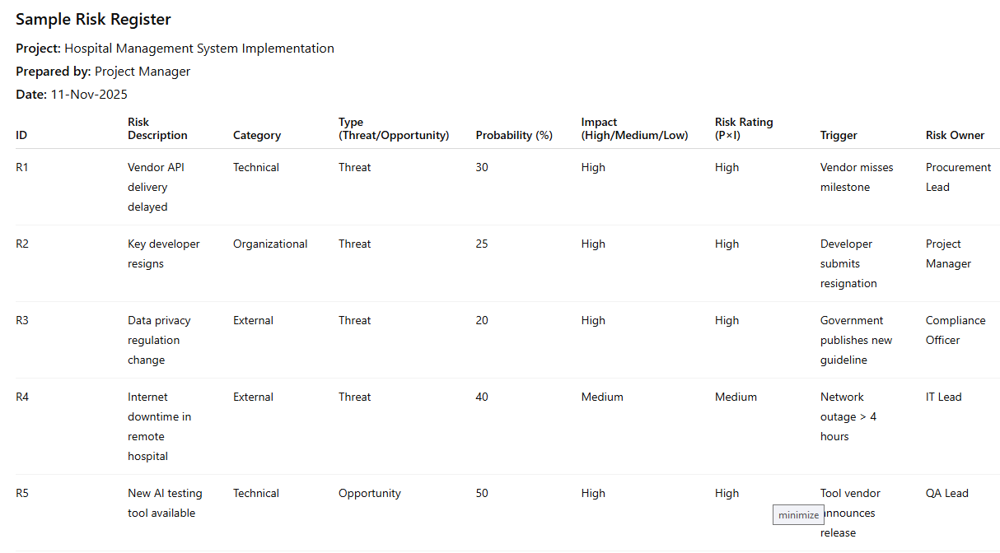 Sample Risk Register
Project: Hospital Management System Implementation
Prepared by: Project Manager
Date: 11-Nov-2025
ID
Risk
Description
Category
Type
(Threat/Opportunity)
Probability (%)
Impact
(High/Medium/Low)
Risk Rating
(P×I)
Trigger
Risk Owner
R1
Vendor API
delivery
delayed
Technical
Threat
30
High
High
Vendor misses
milestone
Procurement
Lead
R2
Key developer
resigns
Organizational
Threat
25
High
High
Developer
submits
resignation
Project
Manager
R3
Data privacy
regulation
change
External
Threat
20
High
High
Government
publishes new
guideline
Compliance
Officer
R4
Internet
downtime in
remote
hospital
External
Threat
40
Medium
Medium
Network
outage > 4
hours
IT Lead
R5
New AI testing
tool available
Technical
Opportunity
50
High
High
Tool vendor
announces
release
QA Lead
minimize